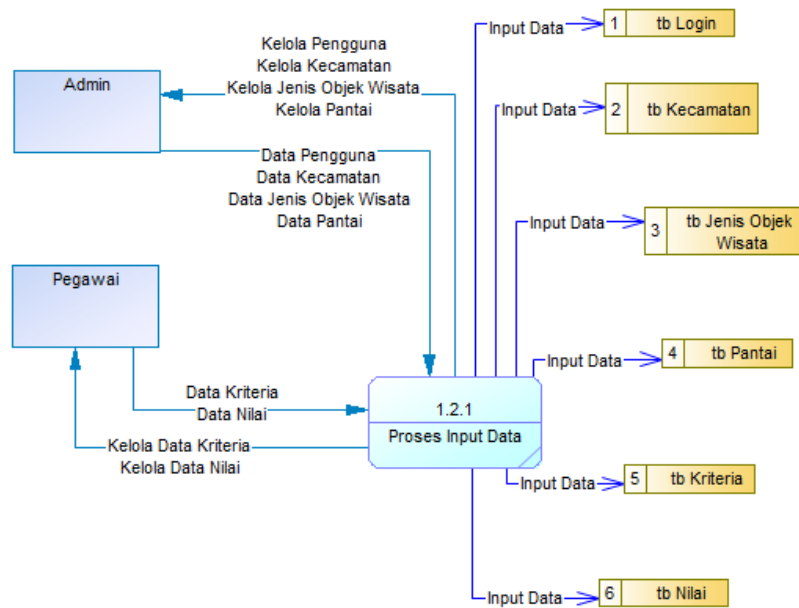 Input Data
1 tb Login
Kelola Pengguna
Kelola Kecamatan
Kelola Jenis Objek Wisata
Kelola Pantai
Admin
Input Data
2 tb Kecamatan
Data Pengguna
Data Kecamatan
Data Jenis Objek Wisata
Data Pantai
Input Data
3 tb Jenis Objek
Wisata
Pegawai
Input Data
4 tb Pantai
Data Kriteria
Data Nilai
1.2.1
Proses Input Data
Kelola Data Kriteria
Kelola Data Nilai
Input Data
5 tb Kriteria
Input Data
6 tb Nilai